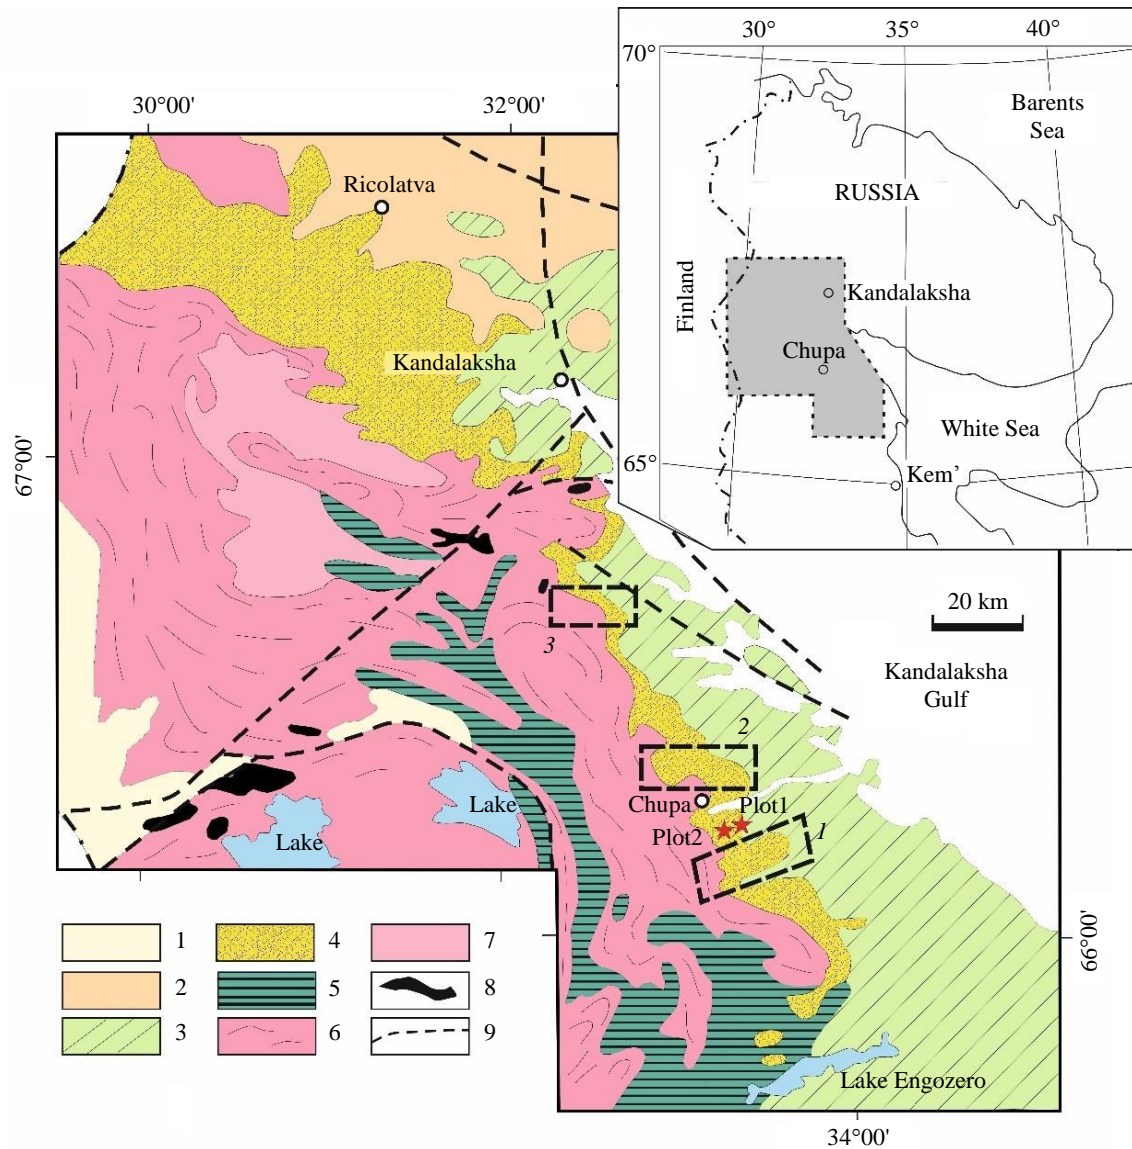 30° 35° 40°
70°
Barents
Sea
RUSSIA
Finland
Kandalaksha
Chupa
White Sea
65°
Kem’
30°00'
32°00'
Ricolatva
Kandalaksha
67°00'
20 km
3
Kandalaksha
Gulf
2
Chupa
Plot1
Plot2
1
Lake
Lake
66°00'
Lake Engozero
34°00'
1 4 7
2 5 8
3 6 9